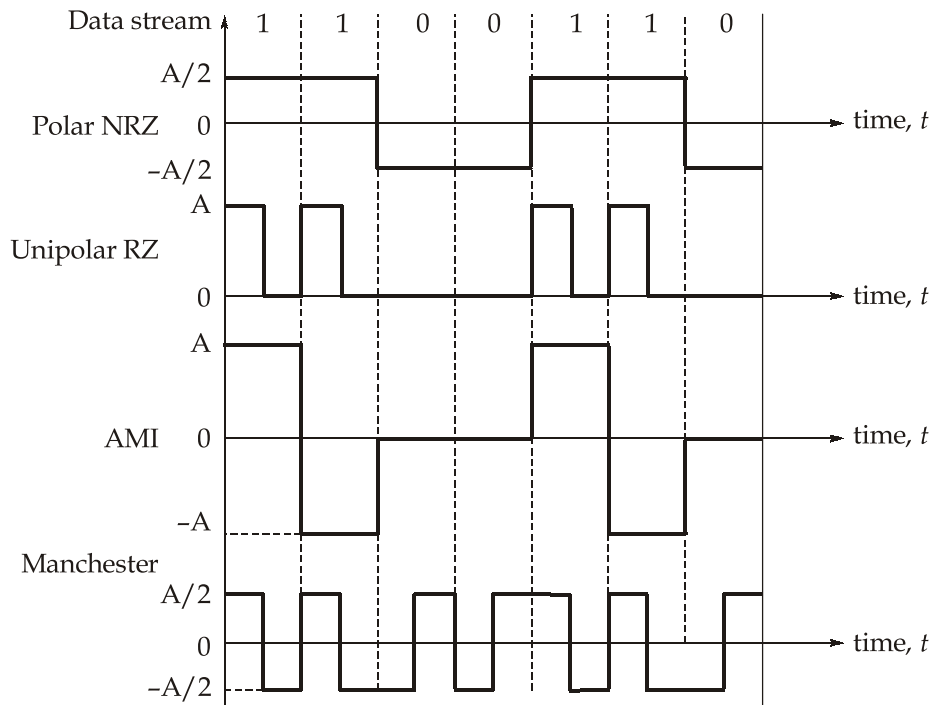 Data stream 1 1 0 0 1 1 0
A/2
Polar NRZ 0 time, t
–A/2
A
Unipolar RZ
0 time, t
A
AMI 0 time, t
–A
Manchester
A/2
0 time, t
–A/2